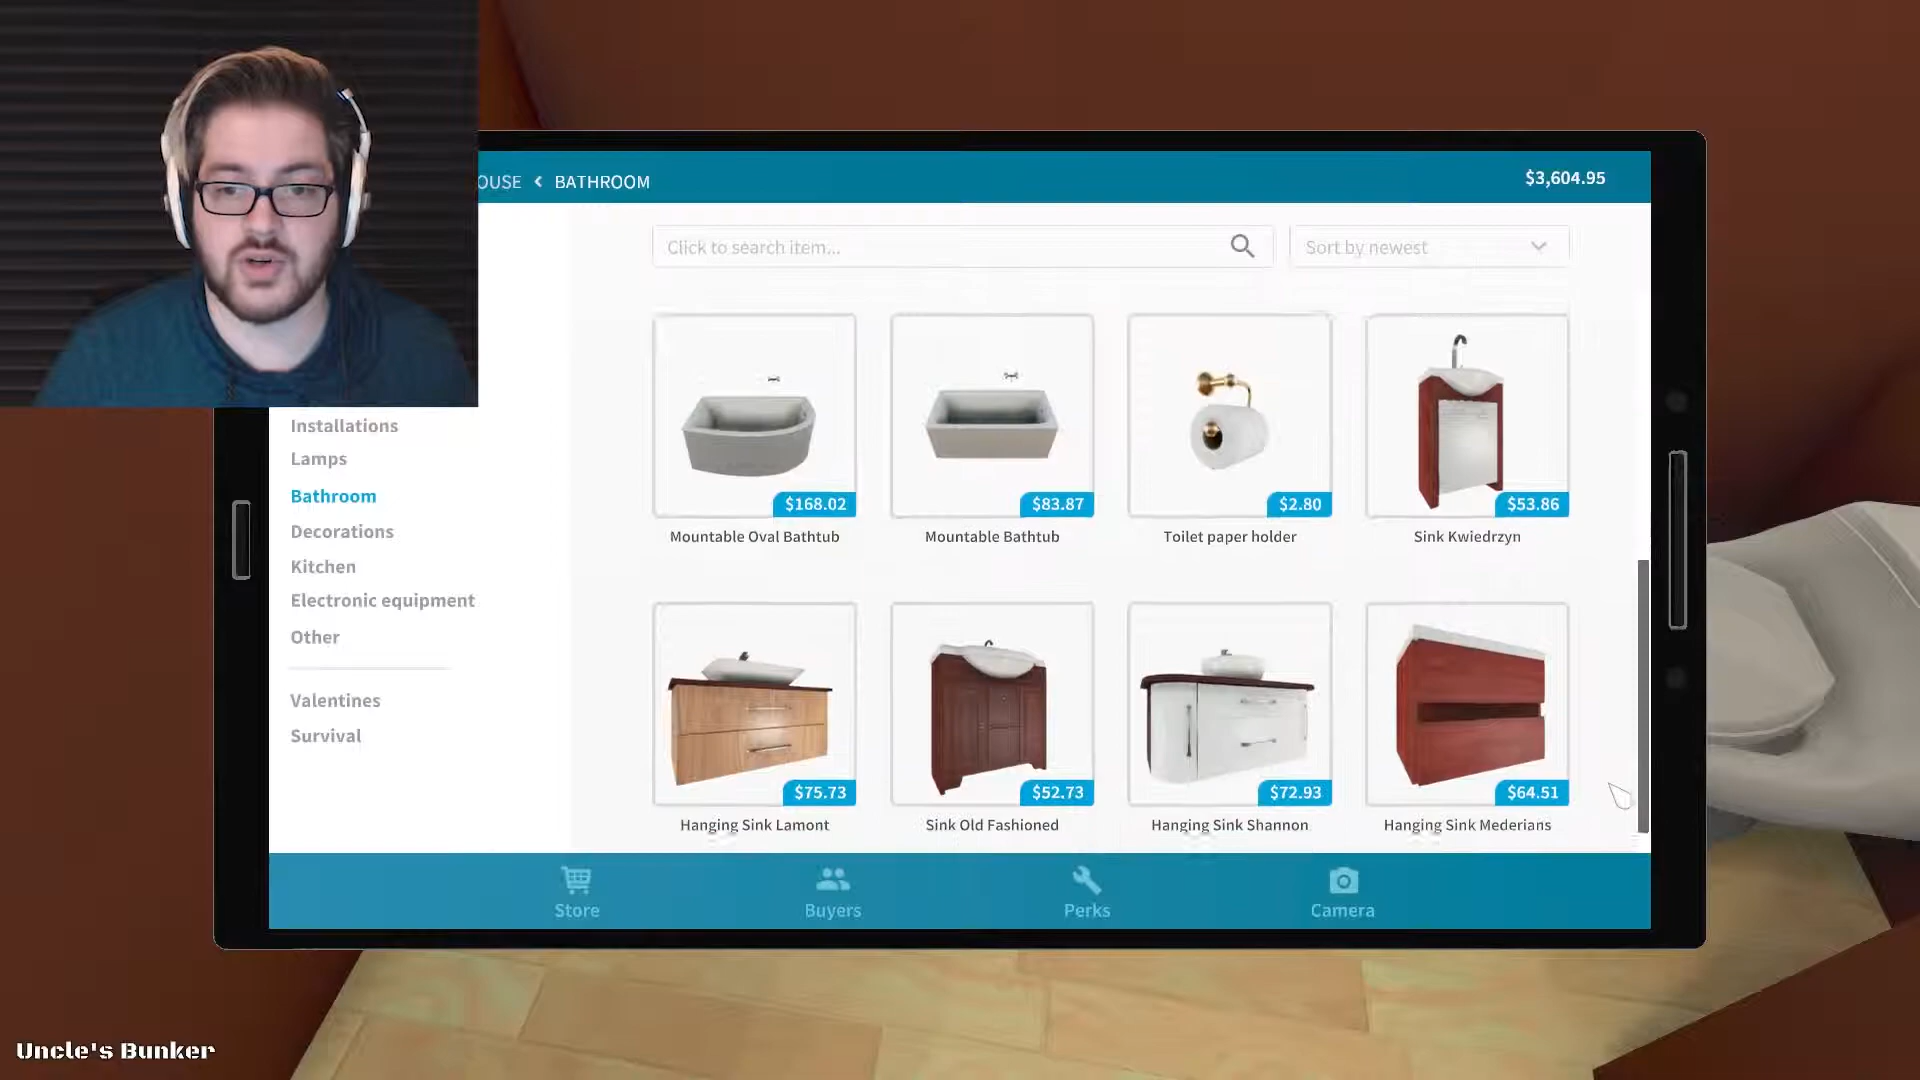 OUSE < BATHROOM
$3,604.95
Click to search item...
Sort by newest
Installations
Lamps
Bathroom
Decorations
Kitchen
Electronic equipment
Other
Valentines
Survival
$168.02
$83.87
$2.80
$53.86
Mountable Oval Bathtub
Mountable Bathtub
Toilet paper holder
Sink Kwiedrzyn
$75.73
$52.73
$72.93
$64.51
Hanging Sink Lamont
Sink Old Fashioned
Hanging Sink Shannon
Hanging Sink Mederians
Store
Buyers
Perks
Camera
Uncle's Bunker